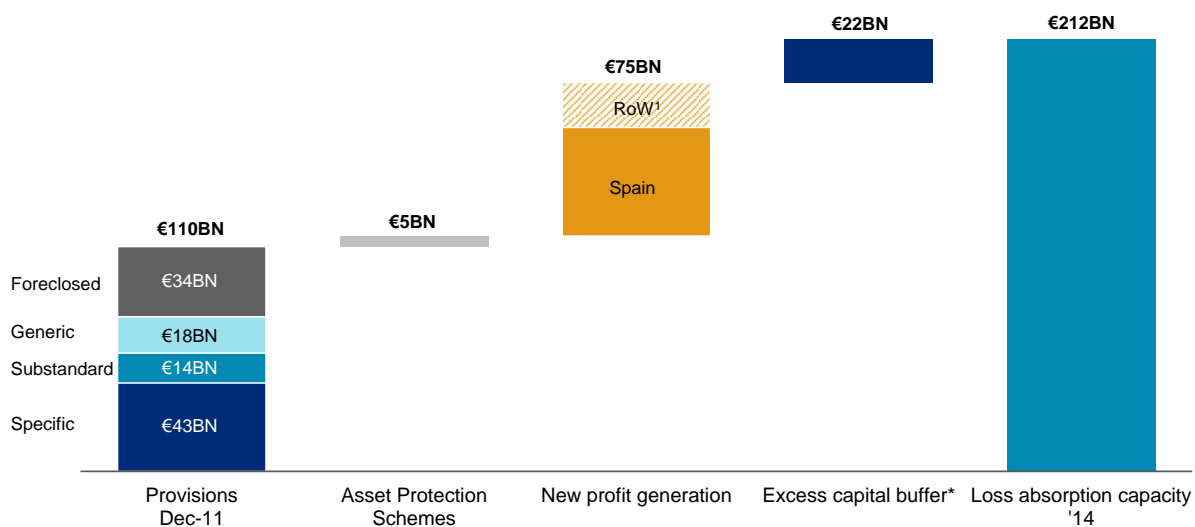 €22BN
€212BN
€75BN
RoW¹
Spain
€110BN
€5BN
Foreclosed
€34BN
Generic
€18BN
Substandard
€14BN
Specific
€43BN
Provisions
Dec-11
Asset Protection
Schemes
New profit generation
Excess capital buffer*
Loss absorption capacity
'14